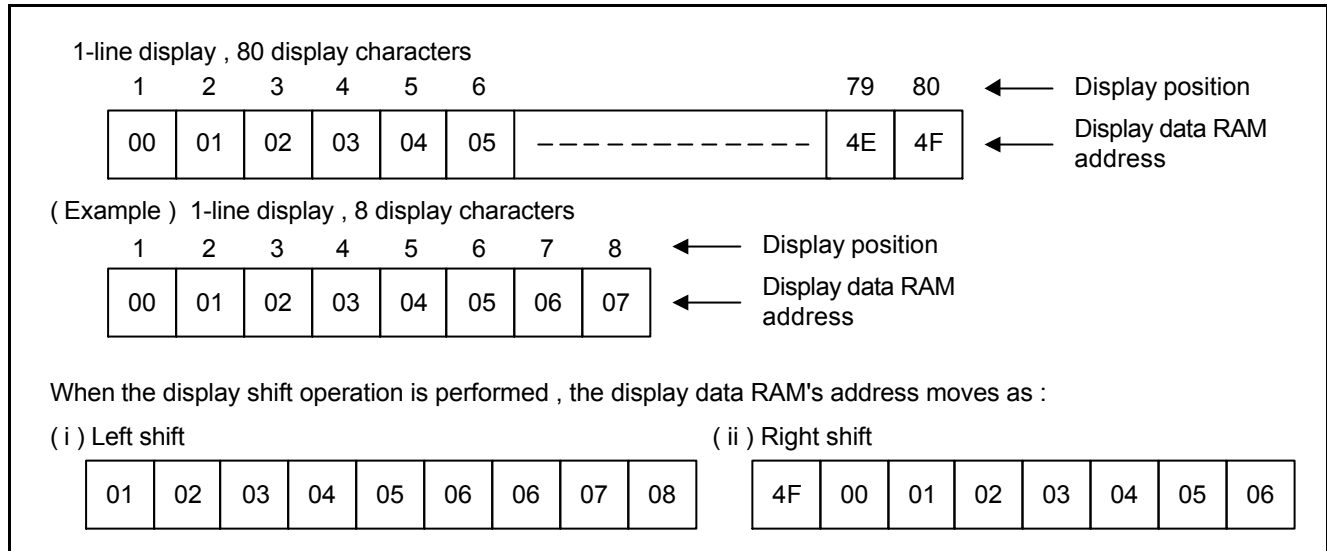 1-line display , 80 display characters
1 2 3 4 5 6 79 80 Display position
00 01 02 03 04 05 4E 4F Display data RAM address
( Example ) 1-line display , 8 display characters
1 2 3 4 5 6 7 8 Display position
00 01 02 03 04 05 06 07 Display data RAM address
When the display shift operation is performed , the display data RAM's address moves as :
( i ) Left shift ( ii ) Right shift
01 02 03 04 05 06 06 07 08 4F 00 01 02 03 04 05 06